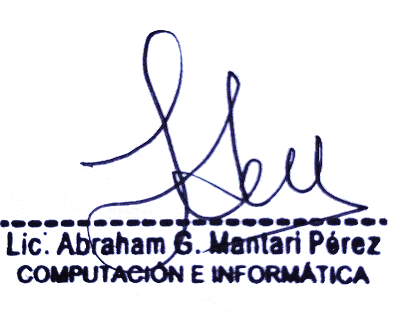 Lic. Abraham G. Mantari Pérez
COMPUTACIÓN E INFORMÁTICA